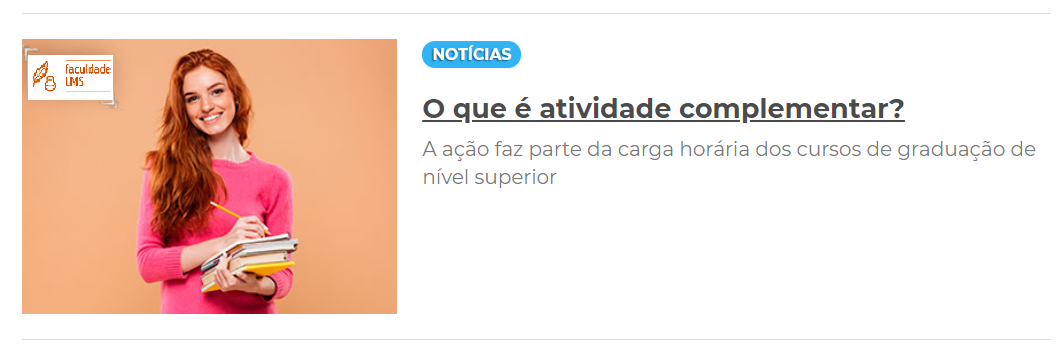 faculdade
LMS
NOTÍCIAS
O que é atividade complementar?
A ação faz parte da carga horária dos cursos de graduação de
nível superior